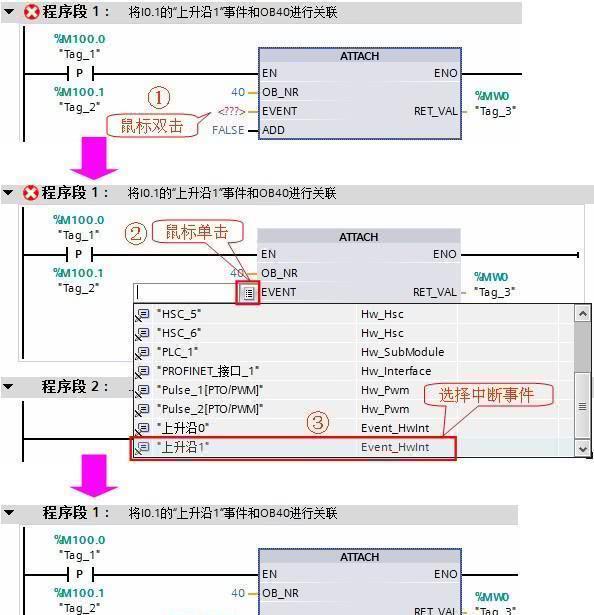 程序段 1： 将I0.1的“上升沿1”事件和OB40进行关联
%M100.0
"Tag_1"
P
%M100.1
"Tag_2"
ATTACH
EN ENO
40 OB_NR
<???> EVENT
FALSE ADD
RET_VAL
%MW0
"Tag_3"
① 鼠标双击
程序段 1： 将I0.1的“上升沿1”事件和OB40进行关联
%M100.0
"Tag_1"
P
%M100.1
"Tag_2"
② 鼠标单击
ATTACH
EN ENO
40 OB_NR
EVENT RET_VAL
%MW0
"Tag_3"
"HSC_5" Hw_Hsc
"HSC_6" Hw_Hsc
"PLC_1" Hw_SubModule
"PROFINET_接口_1" Hw_Interface
"Pulse_1[PTO/PWM]" Hw_Pwm
"Pulse_2[PTO/PWM]" Hw_Pwm
"上升沿0" Event_HwInt
"上升沿1" Event_HwInt
③ 选择中断事件
程序段 2：
程序段 1： 将I0.1的“上升沿1”事件和OB40进行关联
%M100.0
"Tag_1"
P
%M100.1
"Tag_2"
ATTACH
EN ENO
40 OB_NR
RET_VAL
%MW0
"Tag_3"